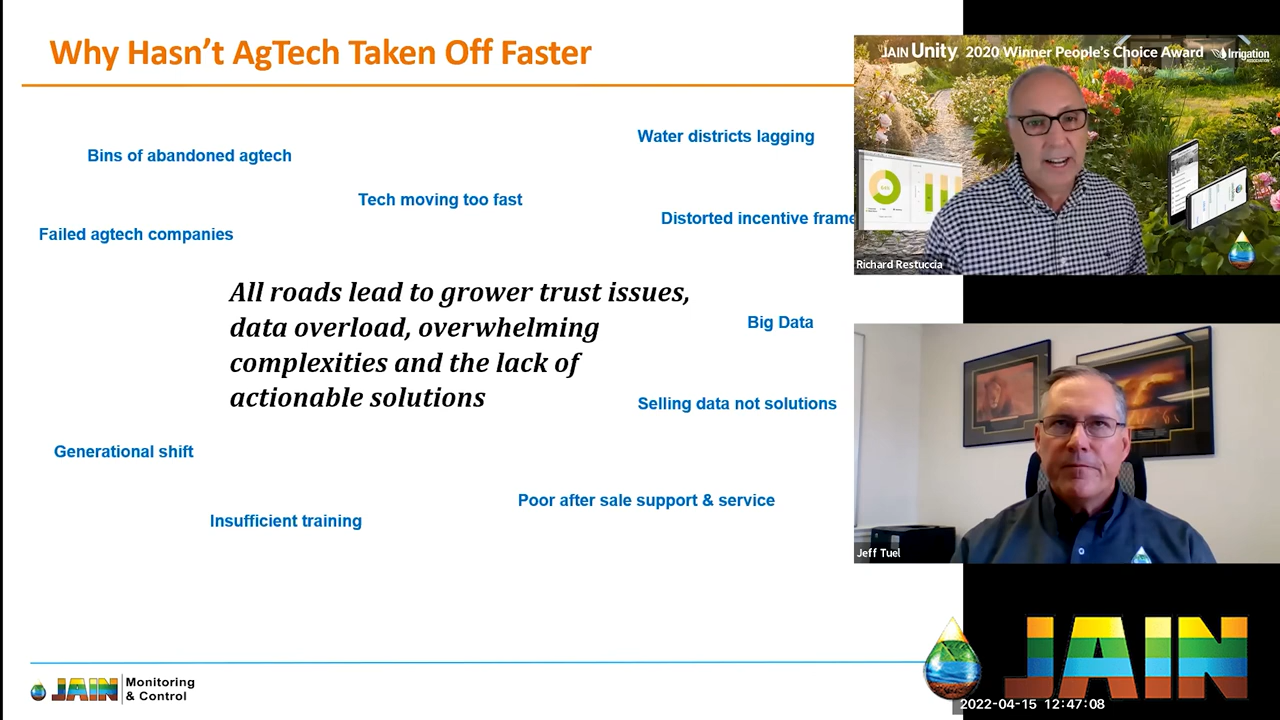 Why Hasn't AgTech Taken Off Faster
JAIN Unity 2020 Winner People's Choice Award Irrigation
ASSOCIATION
Water districts lagging
Bins of abandoned agtech
Tech moving too fast
Distorted incentive frame
Failed agtech companies
Richard Restuccia
All roads lead to grower trust issues,
data overload, overwhelming
complexities and the lack of
actionable solutions
Big Data
Selling data not solutions
Generational shift
Poor after sale support & service
Insufficient training
Jeff Tuel
JAIN
JAIN Monitoring
& Control
2022-04-15 12:47:08